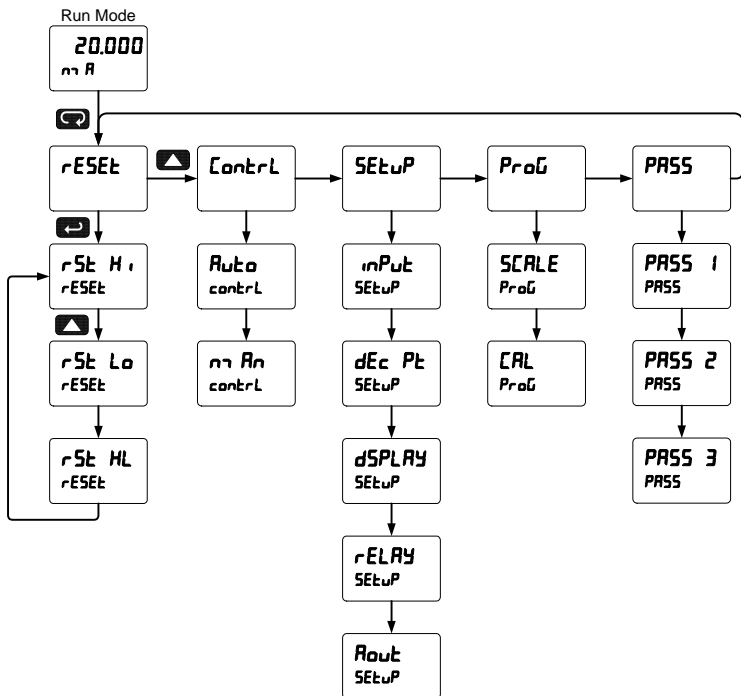 Run Mode
20.000
mA
rESEt
ContrL
SEtuP
ProG
PASS
rSt Hi
rESEt
Auto
contrL
inPut
SEtuP
SCALE
ProG
PASS 1
PASS
rSt Lo
rESEt
mAn
contrL
dEc Pt
SEtuP
CAL
ProG
PASS 2
PASS
rSt HL
rESEt
dSPLAY
SEtuP
PASS 3
PASS
rELAY
SEtuP
Aout
SEtuP